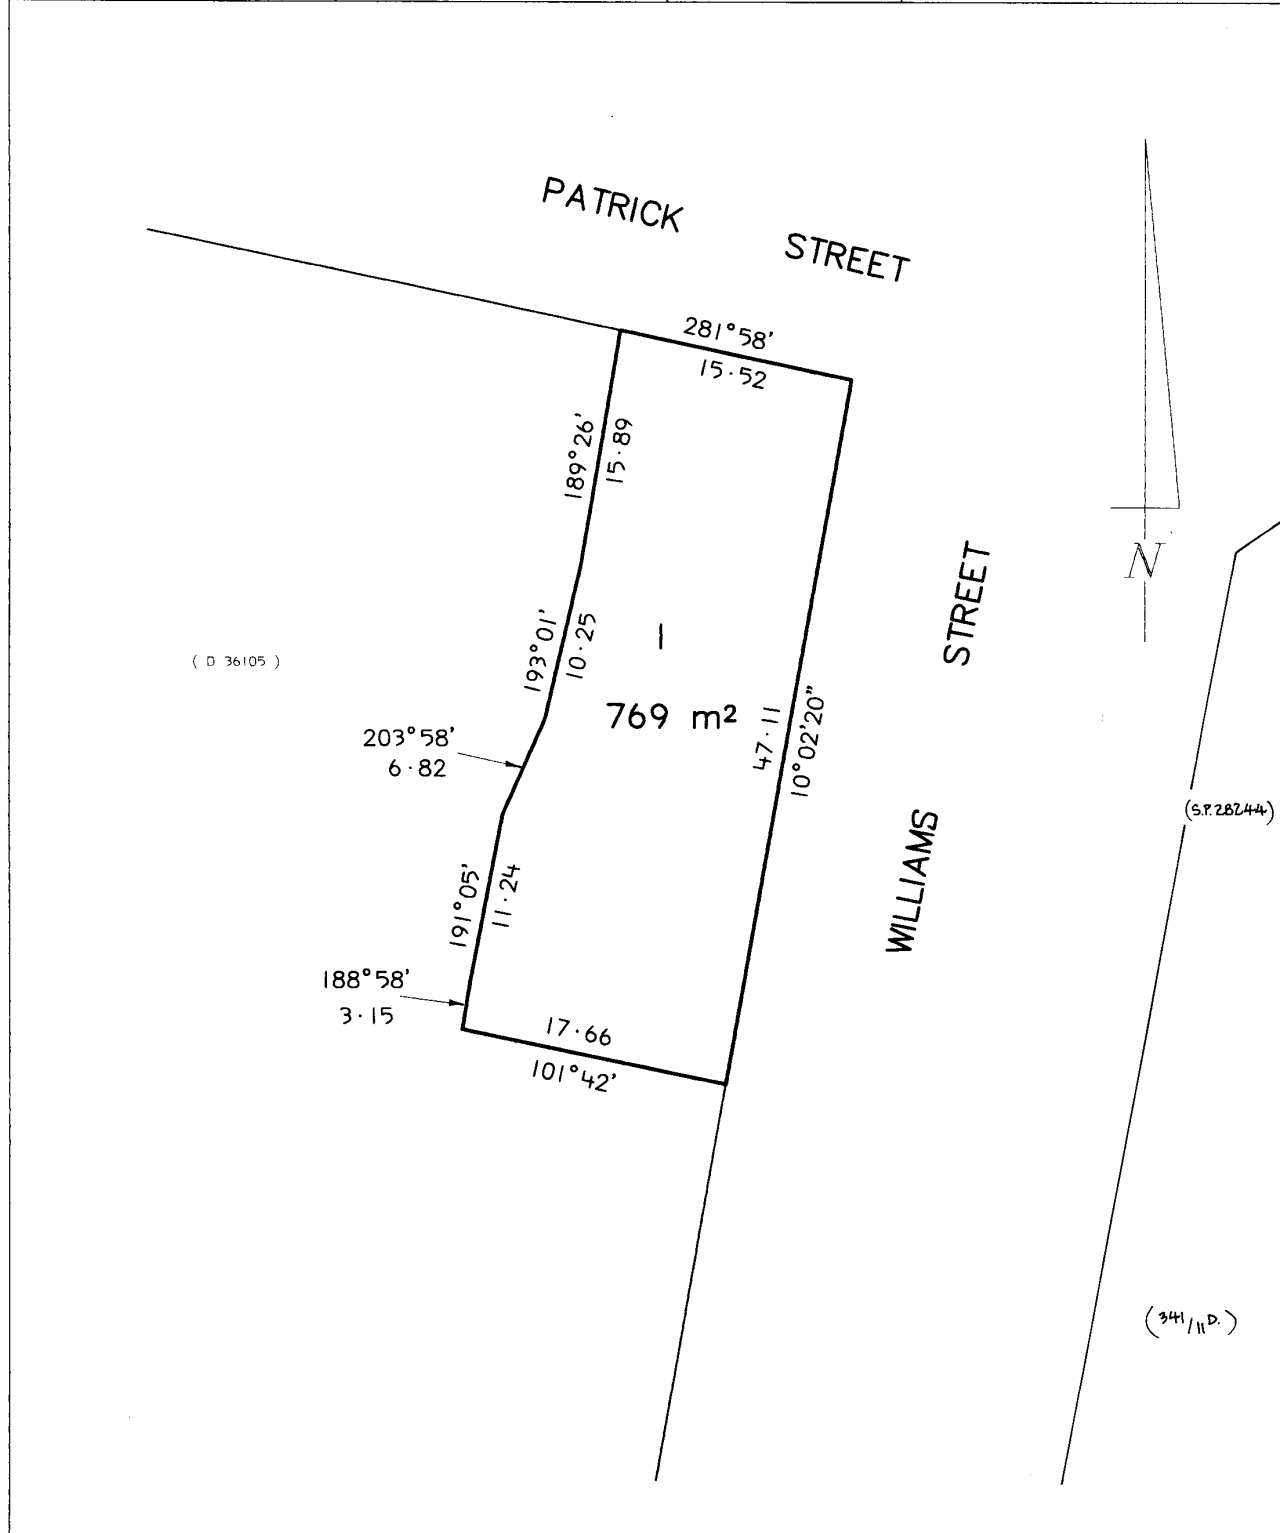 PATRICK STREET
281°58'
15·52
189°26'
15·89
193°01'
10·25
1
769 m²
203°58'
6·82
47·11
10°02'20"
191°05'
11·24
188°58'
3·15
17·66
101°42'
WILLIAMS STREET
N
( D 36105 )
(S.P. 28244)
(341/11 D.)